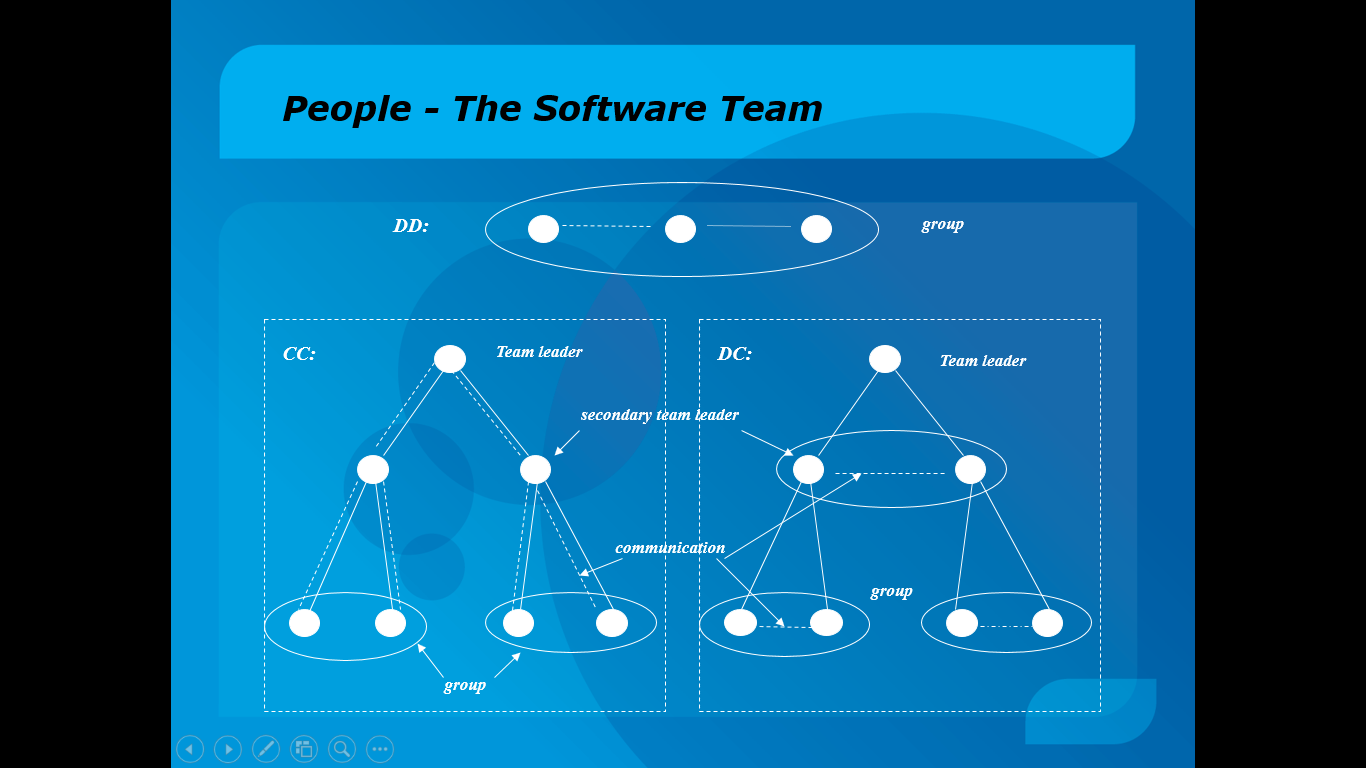 People – The Software Team
DD:
group
CC:
Team leader
DC:
Team leader
secondary team leader
communication
group
group